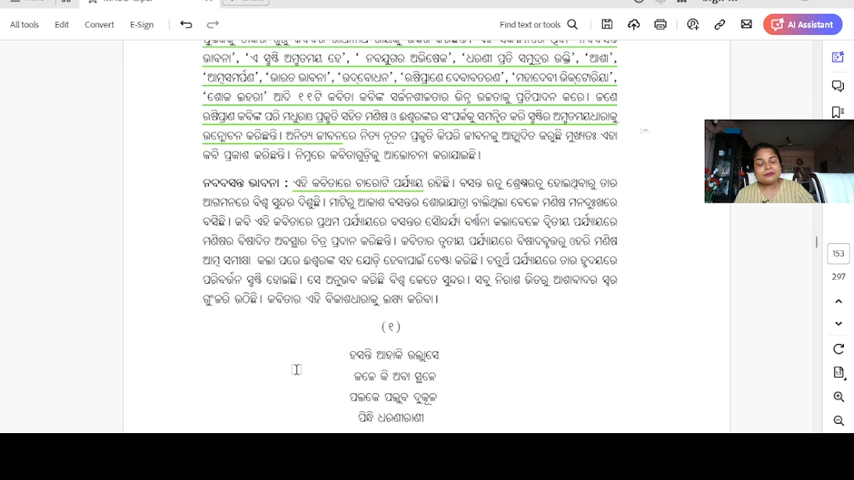 All tools Edit Convert E-Sign Find text or tools AI Assistant
ଭାବନା’, ‘ଏ ସୃଷ୍ଟି ଅମୃତମୟ ହେ’, ‘ ନବଯୁଗର ଅଭିଷେକ’, ‘ଧରଣୀ ପ୍ରତି ସମୁଦ୍ରର ଉକ୍ତି’, ‘ଆଶା’,
‘ଆତ୍ମସମର୍ପଣ’, ‘ଭାରତ ଭାବନା’, ‘ଉଦ୍‌ବୋଧନ’, ‘ଋଷିପ୍ରାଣେ ଦେବାବତରଣ’, ‘ମହାଦେବୀ ଭିକ୍ଟୋରିୟା’,
‘ଶୋକ ଲହରୀ’ ଆଦି ୧୧ଟି କବିତା କବିଙ୍କ ସର୍ଜନଶୀଳତାର ଭିନ୍ନ ଉଚ୍ଚତାକୁ ପ୍ରତିପାଦନ କରେ। ଜଣେ
ଋଷିପ୍ରାଣ କବିଙ୍କ ପରି ମଧୁରାଓ ପ୍ରକୃତି ସହିତ ମଣିଷ ଓ ଈଶ୍ୱରଙ୍କର ସଂପର୍କକୁ ସମନ୍ୱିତ କରି ସୃଷ୍ଟିର ଅମୃତମୟଧାରାକୁ
ଉନ୍ମୋଚନ କରିଛନ୍ତି। ଅନିତ୍ୟ ଜୀବନରେ ନିତ୍ୟ ନୂତନ ପ୍ରକୃତି କିପରି ଜୀବନକୁ ଆହ୍ଲାଦିତ କରୁଛି ମୁଖ୍ୟତଃ ଏହା
କବି ପ୍ରକାଶ କରିଛନ୍ତି। ନିମ୍ନରେ କବିତାଗୁଡ଼ିକୁ ଆଲୋଚନା କରାଯାଇଛି।
ନବବସନ୍ତ ଭାବନା : ଏହି କବିତାରେ ଚାରୋଟି ପର୍ଯ୍ୟାୟ ରହିଛି। ବସନ୍ତ ଋତୁ ଶ୍ରେଷ୍ଠଋତୁ ହୋଇଥିବାରୁ ତାର
ଆଗମନରେ ବିଶ୍ୱ ସୁନ୍ଦର ଦିଶୁଛି। ମାଟିରୁ ଆକାଶ ବସନ୍ତର ଶୋଭାଯାତ୍ରା ଚାଲିଥିଲା ବେଳେ ମଣିଷ ମନଦୁଃଖରେ
ବସିଛି। କବି ଏହି କବିତାରେ ପ୍ରଥମ ପର୍ଯ୍ୟାୟରେ ବସନ୍ତର ସୌନ୍ଦର୍ଯ୍ୟ ବର୍ଣ୍ଣନା କଲାବେଳେ ଦ୍ୱିତୀୟ ପର୍ଯ୍ୟାୟରେ
ମଣିଷର ବିଷାଦିତ ଅବସ୍ଥାର ଚିତ୍ର ପ୍ରଦାନ କରିଛନ୍ତି। କବିତାର ତୃତୀୟ ପର୍ଯ୍ୟାୟରେ ବିଷାଦବୃତ୍ତରୁ ଓହରି ମଣିଷ
ଆତ୍ମ ସମୀକ୍ଷା କଲା ପରେ ଈଶ୍ୱରଙ୍କ ସହ ଯୋଡ଼ି ହେବାପାଇଁ ଚେଷ୍ଟା କରିଛି। ଚତୁର୍ଥ ପର୍ଯ୍ୟାୟରେ ତାର ହୃଦୟରେ
ପରିବର୍ତ୍ତନ ସୃଷ୍ଟି ହୋଇଛି। ସେ ଅନୁଭବ କରିଛି ବିଶ୍ୱ କେତେ ସୁନ୍ଦର। ସବୁ ନିରାଶ ଭିତରୁ ଆଶାବାଦର ସ୍ୱର
ଗୁଂଜରି ଉଠିଛି। କବିତାର ଏହି ବିକାଶଧାରାକୁ ଲକ୍ଷ୍ୟ କରିବା।
(୧)
ହସନ୍ତି ଆହାକି ଉଲ୍ଲାସେ
ଜଳେ କି ଅବା ସ୍ଥଳେ
ପଲକେ ପଲ୍ଲବ ଦୁକୂଳ
ପିନ୍ଧି ଧରଣୀରାଣୀ
153
297